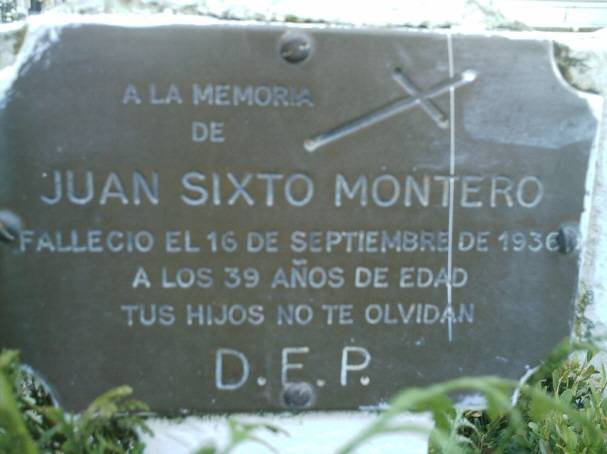 A LA MEMORIA
DE
JUAN SIXTO MONTERO
FALLECIO EL 16 DE SEPTIEMBRE DE 1936
A LOS 39 AÑOS DE EDAD
TUS HIJOS NO TE OLVIDAN
D.E.P.